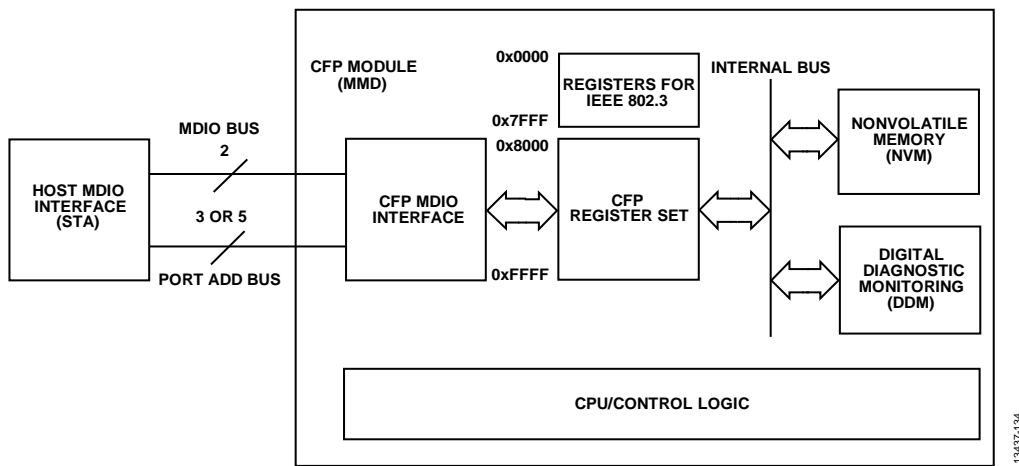 CFP MODULE
(MMD)
0x0000
REGISTERS FOR
IEEE 802.3
0x7FFF
0x8000
INTERNAL BUS
NONVOLATILE
MEMORY
(NVM)
MDIO BUS
2
HOST MDIO
INTERFACE
(STA)
3 OR 5
PORT ADD BUS
CFP MDIO
INTERFACE
CFP
REGISTER SET
0xFFFF
DIGITAL
DIAGNOSTIC
MONITORING
(DDM)
CPU/CONTROL LOGIC
13437-134